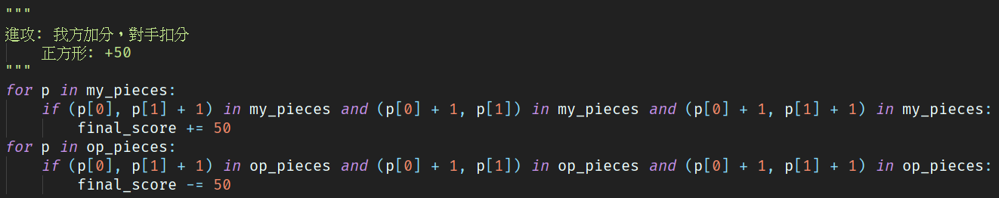 """
進攻: 我方加分，對手扣分
    正方形: +50
"""
for p in my_pieces:
    if (p[0], p[1] + 1) in my_pieces and (p[0] + 1, p[1]) in my_pieces and (p[0] + 1, p[1] + 1) in my_pieces:
        final_score += 50
for p in op_pieces:
    if (p[0], p[1] + 1) in op_pieces and (p[0] + 1, p[1]) in op_pieces and (p[0] + 1, p[1] + 1) in op_pieces:
        final_score -= 50